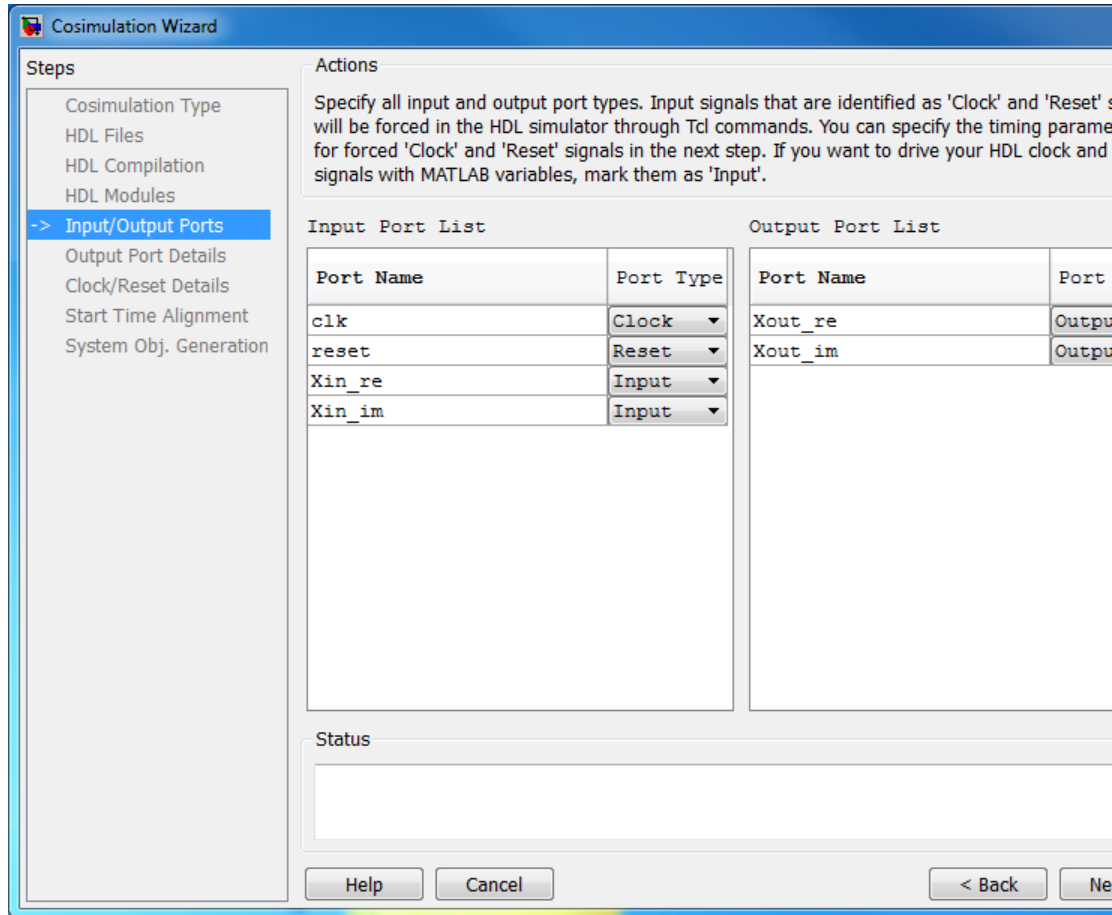 Cosimulation Wizard
Steps
Cosimulation Type
HDL Files
HDL Compilation
HDL Modules
-> Input/Output Ports
Output Port Details
Clock/Reset Details
Start Time Alignment
System Obj. Generation
Actions
Specify all input and output port types. Input signals that are identified as 'Clock' and 'Reset' s
will be forced in the HDL simulator through Tcl commands. You can specify the timing parame
for forced 'Clock' and 'Reset' signals in the next step. If you want to drive your HDL clock and
signals with MATLAB variables, mark them as 'Input'.
Input Port List
Port Name Port Type
clk Clock
reset Reset
Xin_re Input
Xin_im Input
Output Port List
Port Name Port
Xout_re Outpu
Xout_im Outpu
Status
Help Cancel < Back Ne